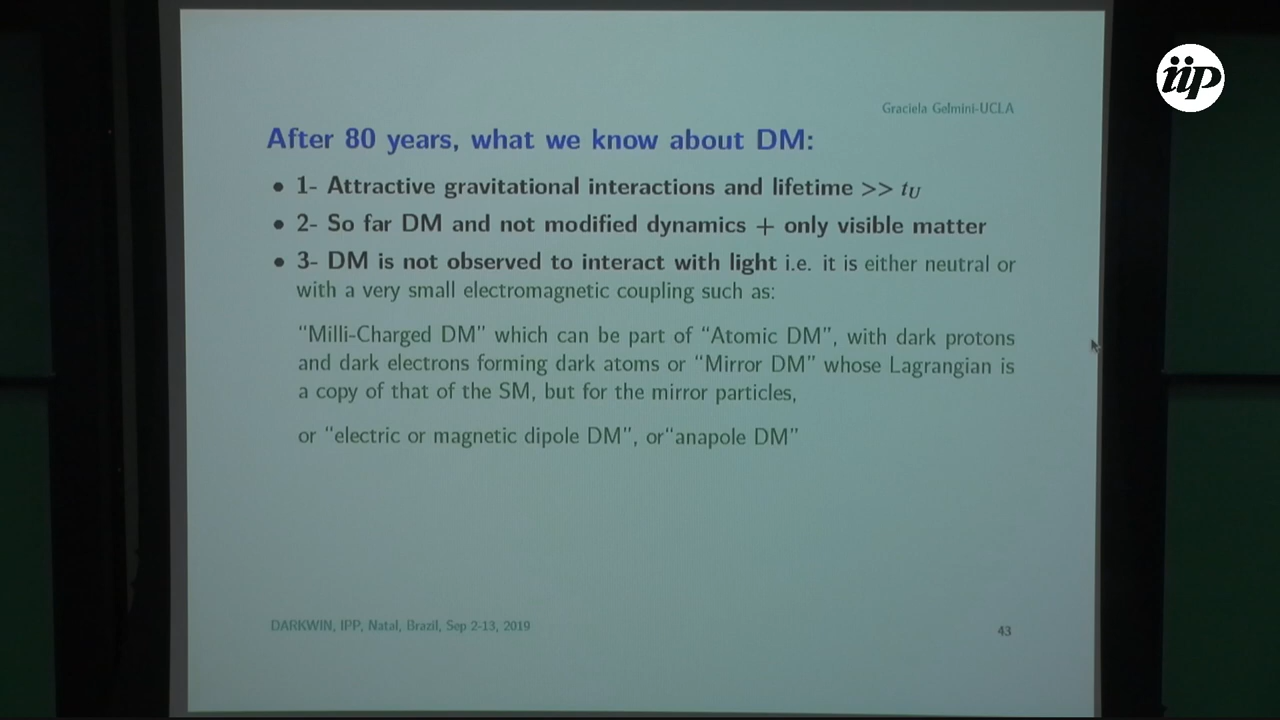 iip
Graciela Gelmini-UCLA
After 80 years, what we know about DM:
• 1- Attractive gravitational interactions and lifetime >> t_U
• 2- So far DM and not modified dynamics + only visible matter
• 3- DM is not observed to interact with light i.e. it is either neutral or
with a very small electromagnetic coupling such as:
“Milli-Charged DM” which can be part of “Atomic DM”, with dark protons
and dark electrons forming dark atoms or “Mirror DM” whose Lagrangian is
a copy of that of the SM, but for the mirror particles,
or “electric or magnetic dipole DM”, or“anapole DM”
DARKWIN, IPP, Natal, Brazil, Sep 2-13, 2019
43